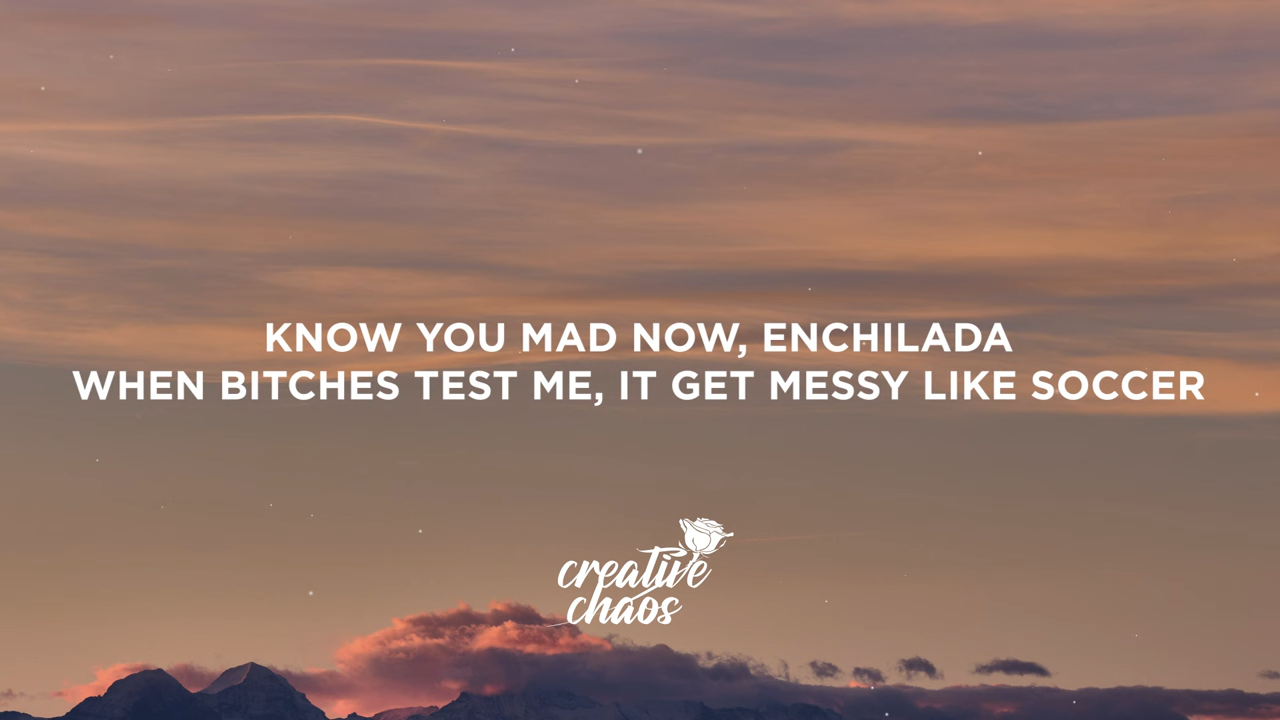 KNOW YOU MAD NOW, ENCHILADA
WHEN BITCHES TEST ME, IT GET MESSY LIKE SOCCER
creative
chaos